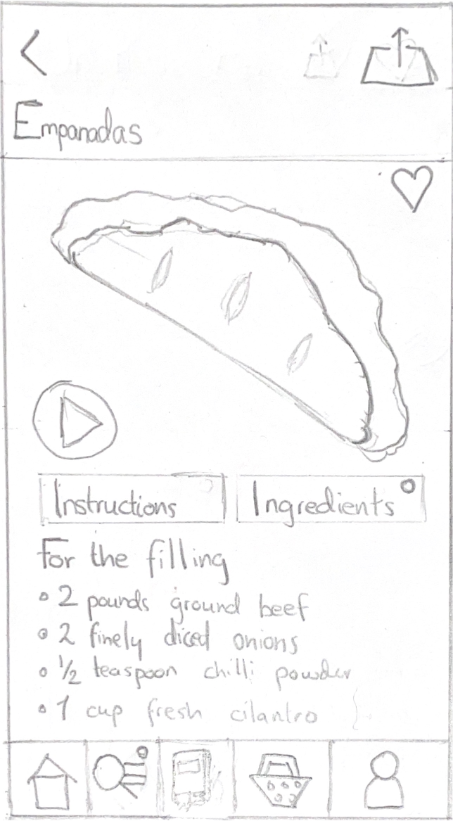 Empanadas
Instructions Ingredients
For the filling
• 2 pounds ground beef
• 2 finely diced onions
• ½ teaspoon chilli powder
• 1 cup fresh cilantro